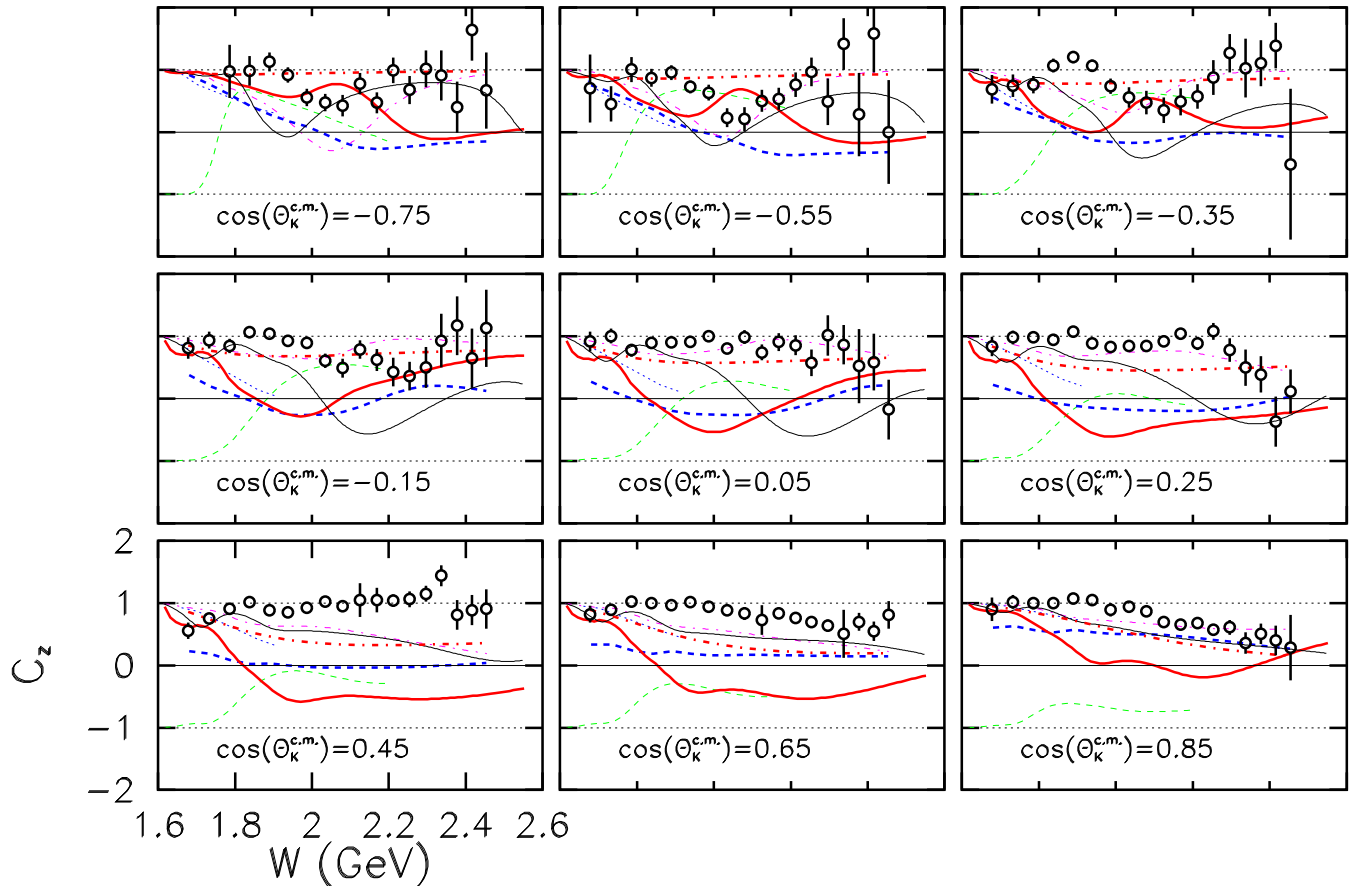 cos(Θ_K^{c.m.})=−0.75
cos(Θ_K^{c.m.})=−0.55
cos(Θ_K^{c.m.})=−0.35
cos(Θ_K^{c.m.})=−0.15
cos(Θ_K^{c.m.})=0.05
cos(Θ_K^{c.m.})=0.25
C_z
2
1
0
−1
−2
cos(Θ_K^{c.m.})=0.45
cos(Θ_K^{c.m.})=0.65
cos(Θ_K^{c.m.})=0.85
1.6 1.8 2 2.2 2.4 2.6
W (GeV)